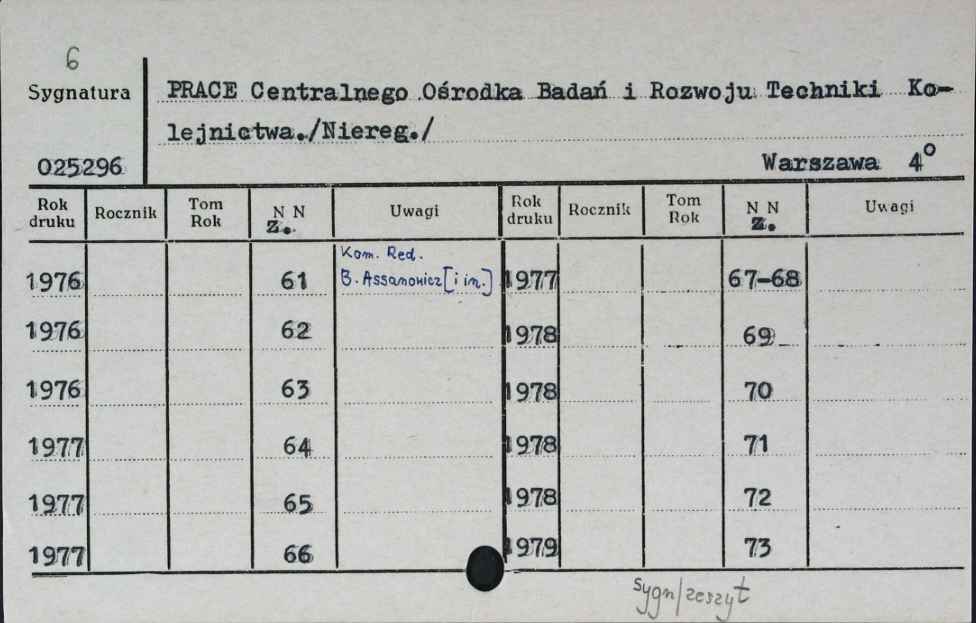 6
Sygnatura PRACE Centralnego Ośrodka Badań i Rozwoju Techniki Ko-
lejnictwa./Niereg./
025296 Warszawa 4°
Rok druku Rocznik Tom Rok N N Z. Uwagi Rok druku Rocznik Tom Rok N N Z. Uwagi
Kom. Red.
1976 61 B. Assanowicz [i in.] 1977 67-68
1976 62 1978 69
1976 63 1978 70
1977 64 1978 71
1977 65 1978 72
1977 66 1979 73
sygn/zeszyt